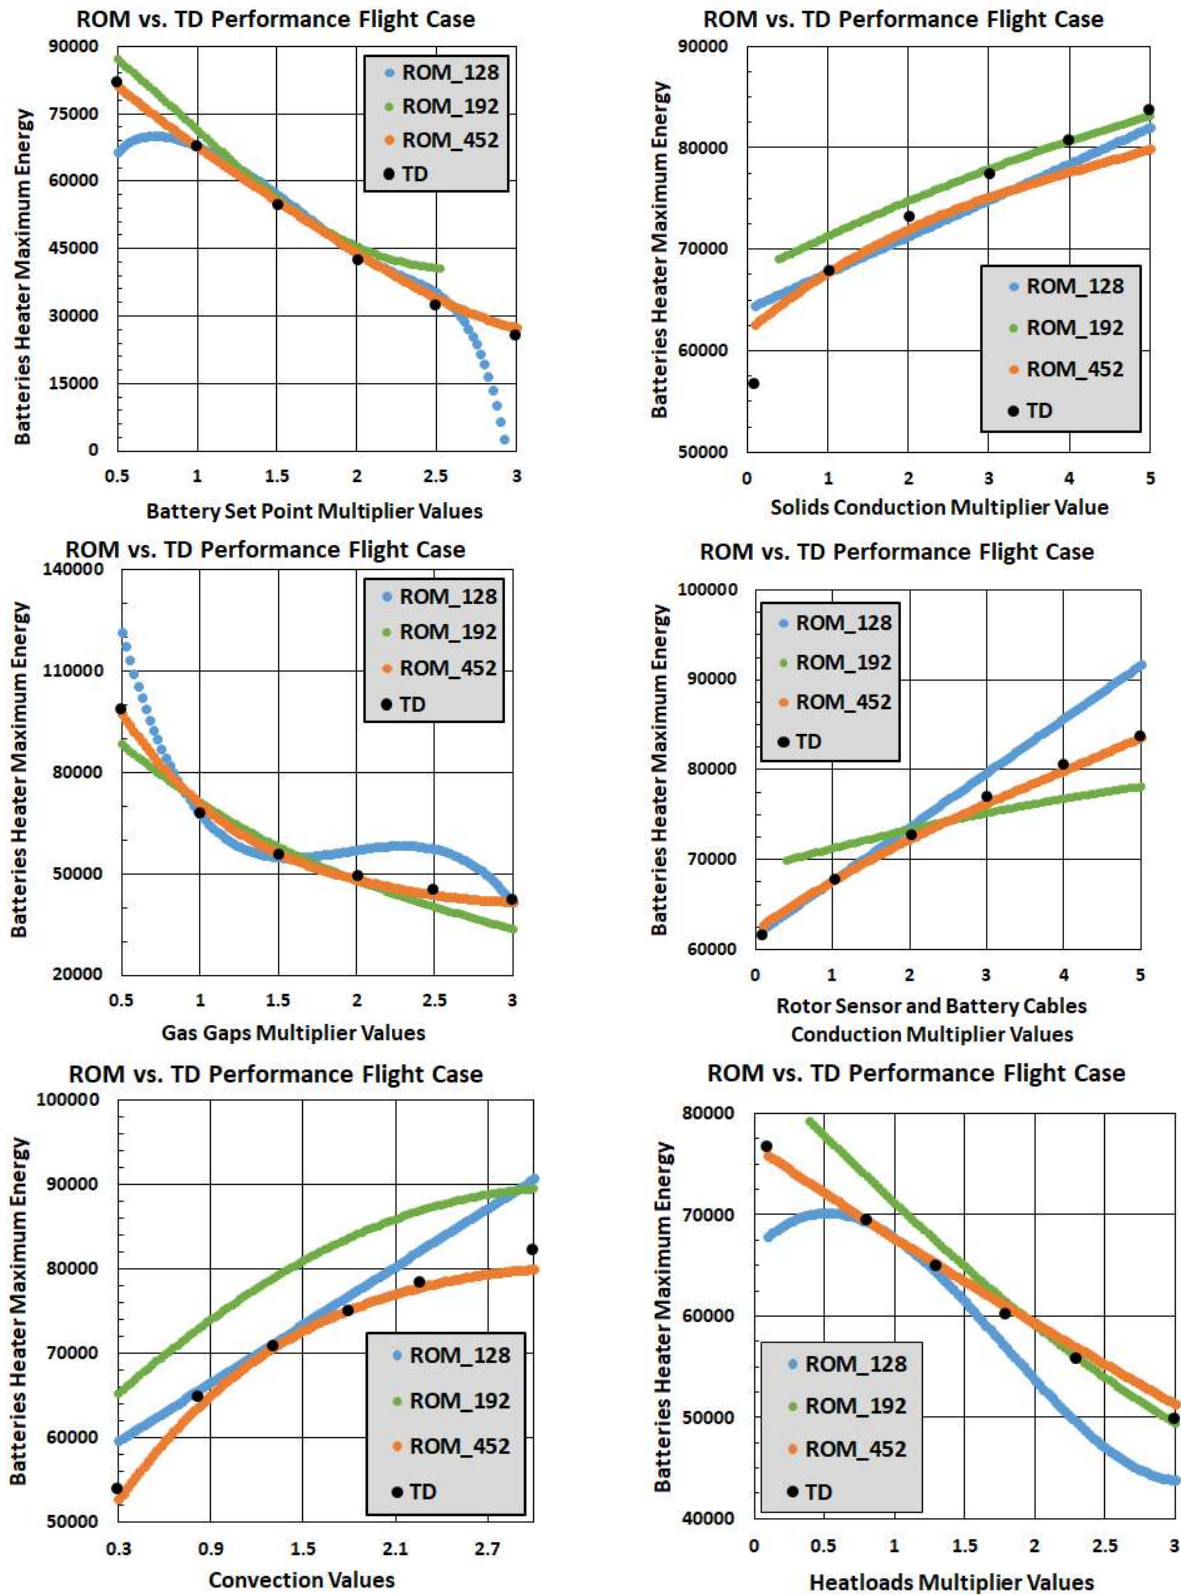 ROM vs. TD Performance Flight Case
Batteries Heater Maximum Energy
90000
75000
60000
45000
30000
15000
0
ROM_128
ROM_192
ROM_452
TD
0.5 1 1.5 2 2.5 3
Battery Set Point Multiplier Values
ROM vs. TD Performance Flight Case
Batteries Heater Maximum Energy
90000
80000
70000
60000
50000
ROM_128
ROM_192
ROM_452
TD
0 1 2 3 4 5
Solids Conduction Multiplier Value
ROM vs. TD Performance Flight Case
Batteries Heater Maximum Energy
140000
110000
80000
50000
20000
ROM_128
ROM_192
ROM_452
TD
0.5 1 1.5 2 2.5 3
Gas Gaps Multiplier Values
ROM vs. TD Performance Flight Case
Batteries Heater Maximum Energy
100000
90000
80000
70000
60000
ROM_128
ROM_192
ROM_452
TD
0 1 2 3 4 5
Rotor Sensor and Battery Cables
Conduction Multiplier Values
ROM vs. TD Performance Flight Case
Batteries Heater Maximum Energy
100000
90000
80000
70000
60000
50000
ROM_128
ROM_192
ROM_452
TD
0.3 0.9 1.5 2.1 2.7
Convection Values
ROM vs. TD Performance Flight Case
Batteries Heater Maximum Energy
80000
70000
60000
50000
40000
ROM_128
ROM_192
ROM_452
TD
0 0.5 1 1.5 2 2.5 3
Heatloads Multiplier Values